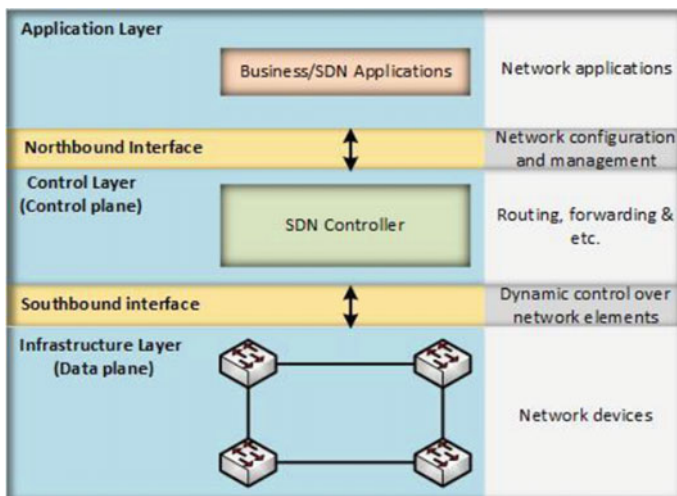 Application Layer
Business/SDN Applications
Network applications
Northbound Interface
Network configuration
and management
Control Layer
(Control plane)
SDN Controller
Routing, forwarding &
etc.
Southbound interface
Dynamic control over
network elements
Infrastructure Layer
(Data plane)
Network devices